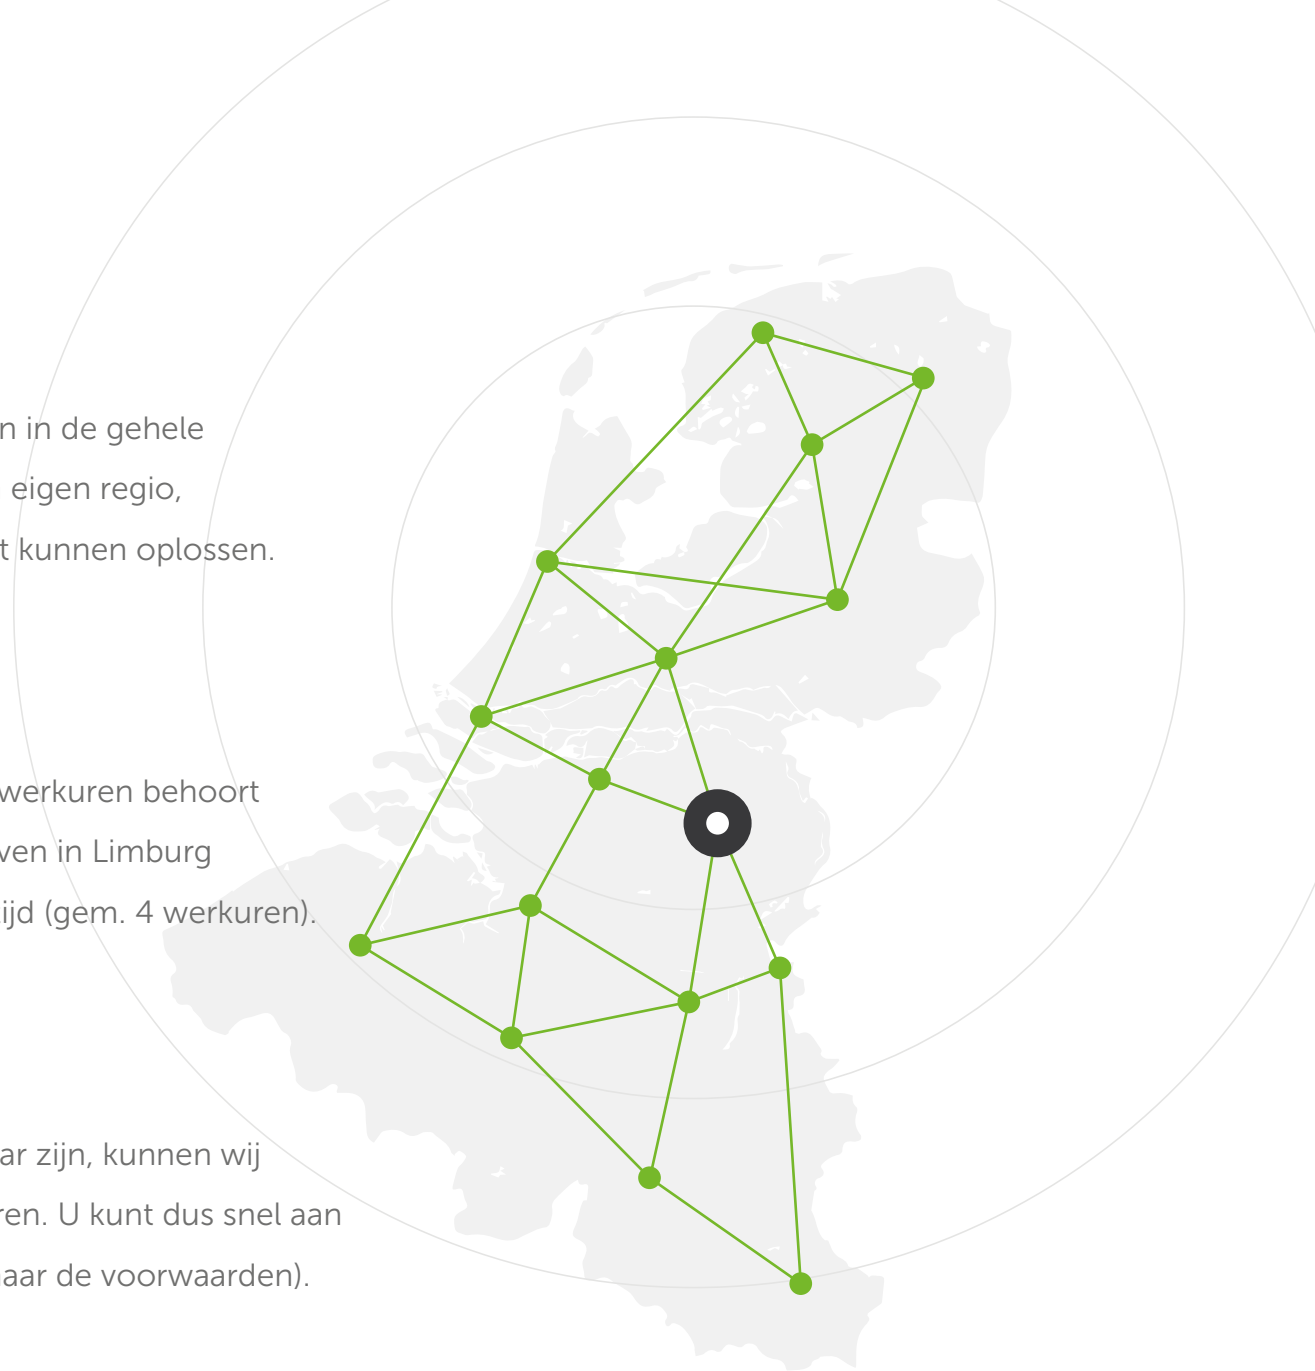 n in de gehele
eigen regio,
t kunnen oplossen.
werkuren behoort
ven in Limburg
ijd (gem. 4 werkuren).
ar zijn, kunnen wij
ren. U kunt dus snel aan
aar de voorwaarden).